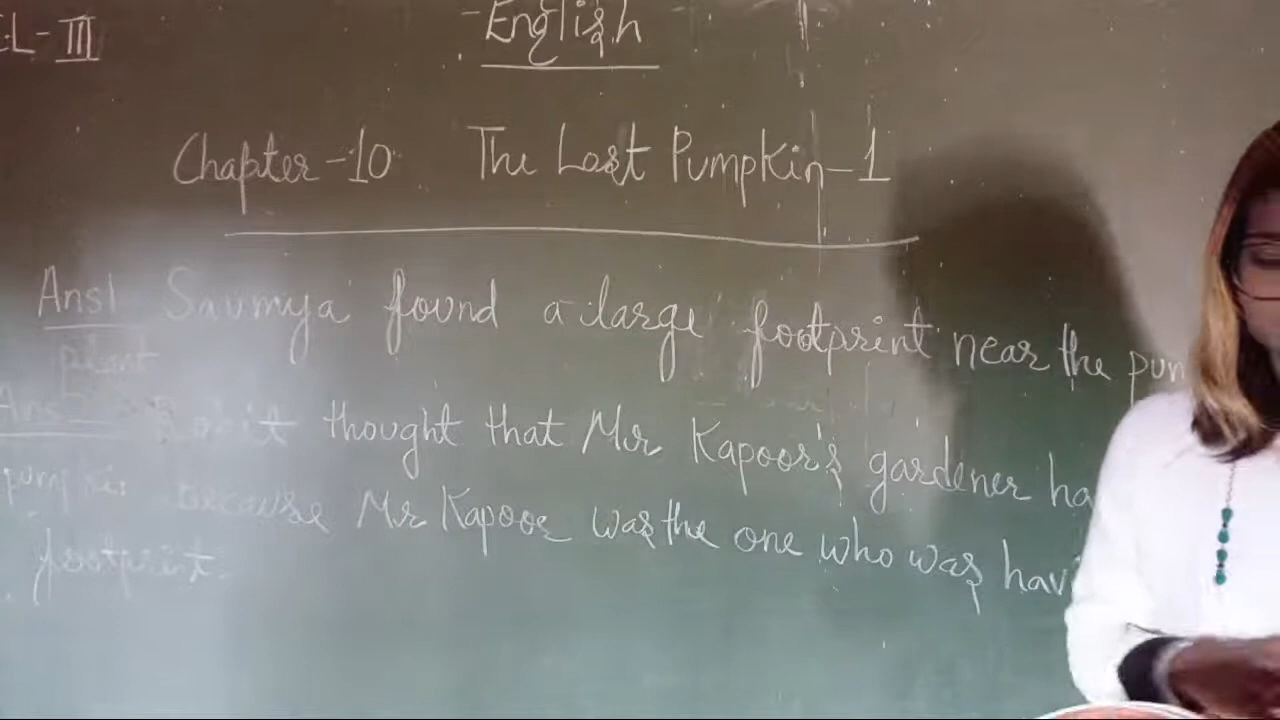 CL-III -English
Chapter-10 The Lost Pumpkin-1
Ans1 Saumya found a large footprint near the pum
plant
Ans2 Rohit thought that Mr Kapoor's gardener ha
pumpkin because Mr Kapoor was the one who was havi
footprint.